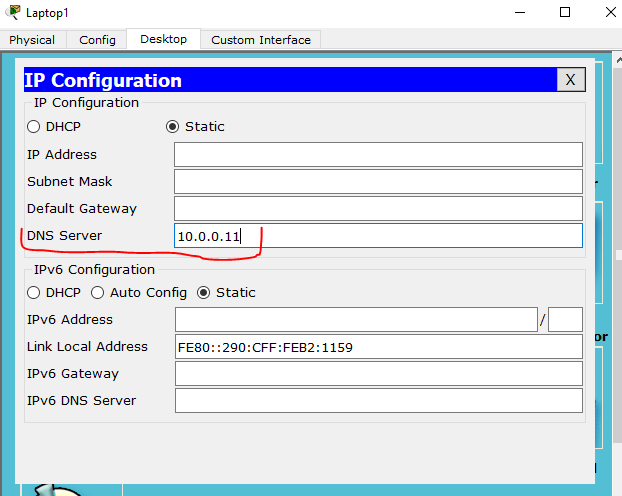 Laptop1
Physical Config Desktop Custom Interface
IP Configuration X
IP Configuration
DHCP Static
IP Address
Subnet Mask
Default Gateway
DNS Server 10.0.0.11
IPv6 Configuration
DHCP Auto Config Static
IPv6 Address /
Link Local Address FE80::290:CFF:FEB2:1159
IPv6 Gateway
or
IPv6 DNS Server